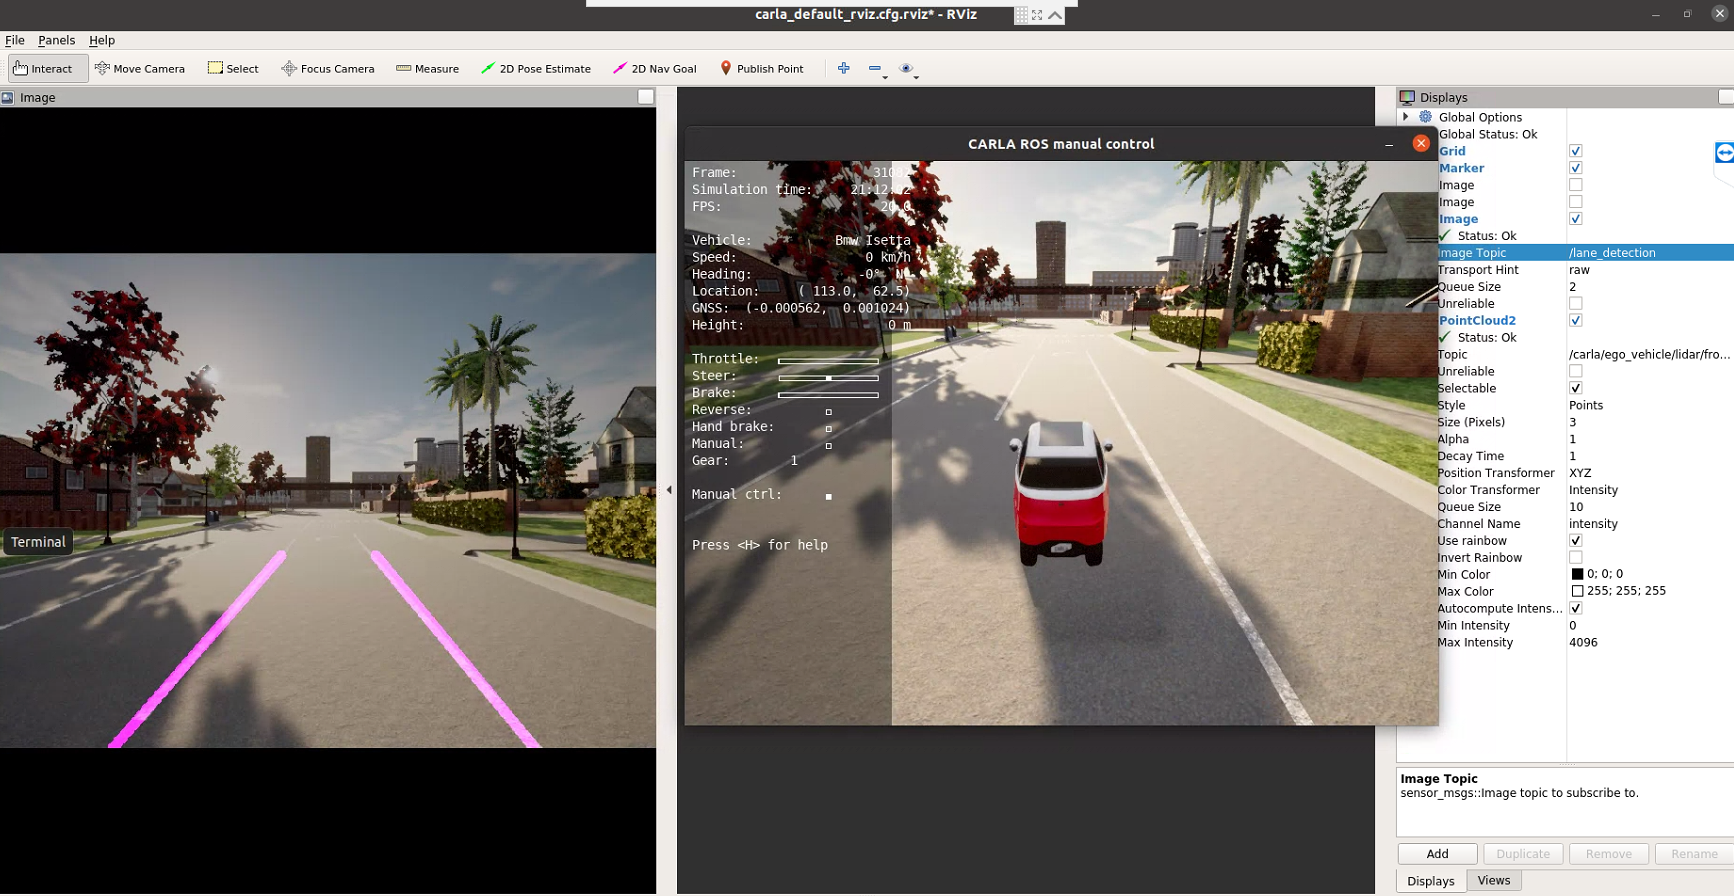 carla_default_rviz.cfg.rviz* - RViz
File Panels Help
Interact Move Camera Select Focus Camera Measure 2D Pose Estimate 2D Nav Goal Publish Point
Image
Terminal
CARLA ROS manual control
Frame:
Simulation time:
FPS:
Vehicle: Bmw Isetta
Speed: 0 km/h
Heading: -0°
Location: ( 113.0, 62.5)
GNSS: (-0.000562, 0.001024)
Height: 0 m
Throttle:
Steer:
Brake:
Reverse:
Hand brake:
Manual:
Gear: 1
Manual ctrl:
Press <H> for help
Displays
Global Options
Global Status: Ok
Grid
Marker
Image
Image
Image
Status: Ok
Image Topic /lane_detection
Transport Hint raw
Queue Size 2
Unreliable
PointCloud2
Status: Ok
Topic /carla/ego_vehicle/lidar/fro...
Unreliable
Selectable
Style Points
Size (Pixels) 3
Alpha 1
Decay Time 1
Position Transformer XYZ
Color Transformer Intensity
Queue Size 10
Channel Name intensity
Use rainbow
Invert Rainbow
Min Color 0; 0; 0
Max Color 255; 255; 255
Autocompute Intens...
Min Intensity 0
Max Intensity 4096
Image Topic
sensor_msgs::Image topic to subscribe to.
Add Duplicate Remove Rename
Displays Views